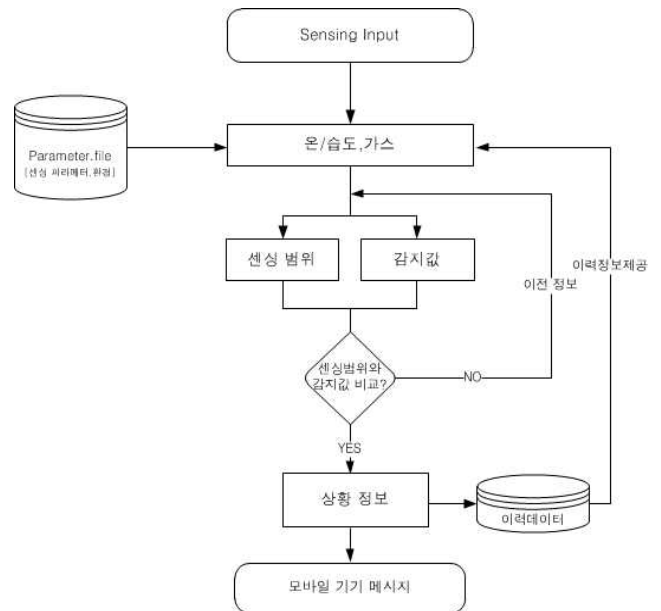 Sensing Input
Parameter.file
[센싱 파라메터,환경]
온/습도,가스
센싱 범위
감지값
이력정보제공
이전 정보
센싱범위와
감지값 비교?
NO
YES
상황 정보
이력데이터
모바일 기기 메시지